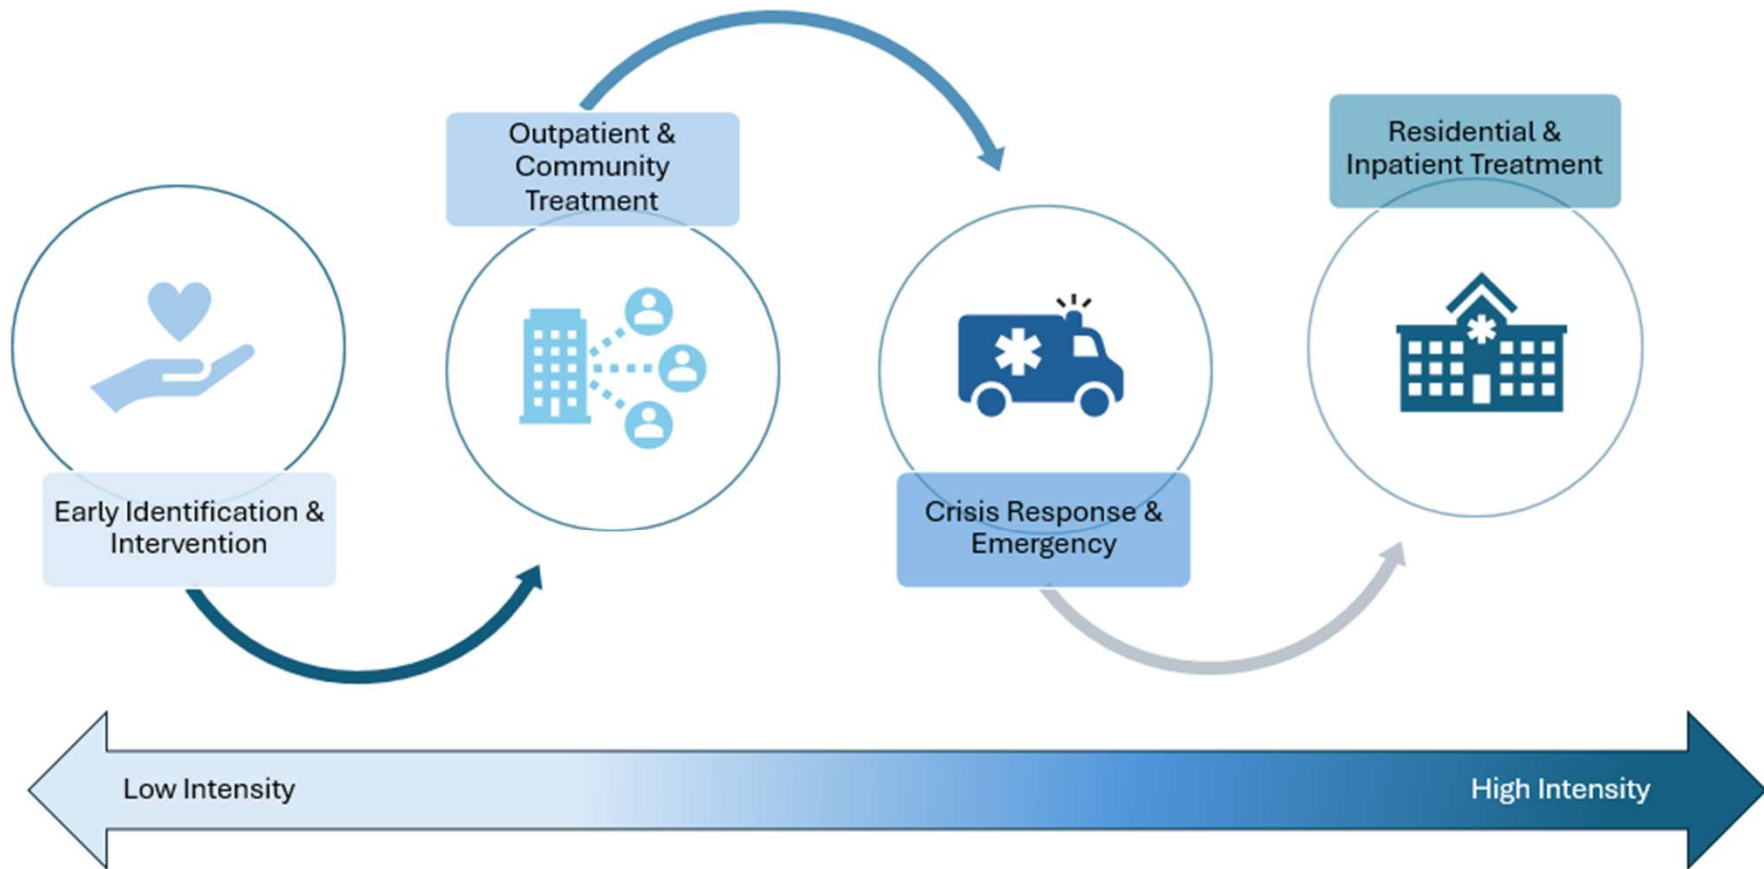 Outpatient &
Community
Treatment
Residential &
Inpatient Treatment
Early Identification &
Intervention
Crisis Response &
Emergency
Low Intensity
High Intensity